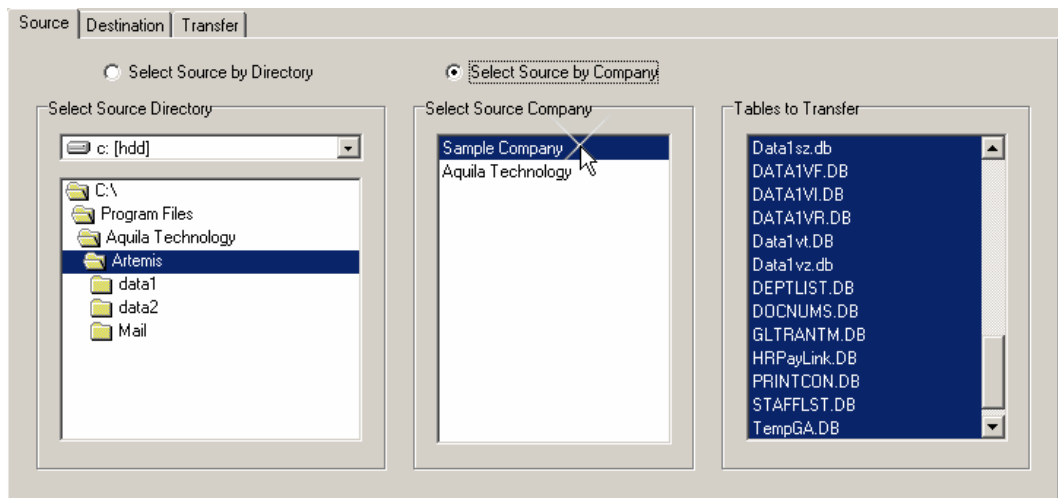 Source Destination Transfer
Select Source by Directory Select Source by Company
Select Source Directory
c: [hdd]
C:\
Program Files
Aquila Technology
Artemis
data1
data2
Mail
Select Source Company
Sample Company
Aquila Technology
Tables to Transfer
Data1sz.db
DATA1VF.DB
DATA1VI.DB
DATA1VR.DB
Data1vt.DB
Data1vz.db
DEPTLIST.DB
DOCNUMS.DB
GLTRANTM.DB
HRPayLink.DB
PRINTCON.DB
STAFFLST.DB
TempGA.DB